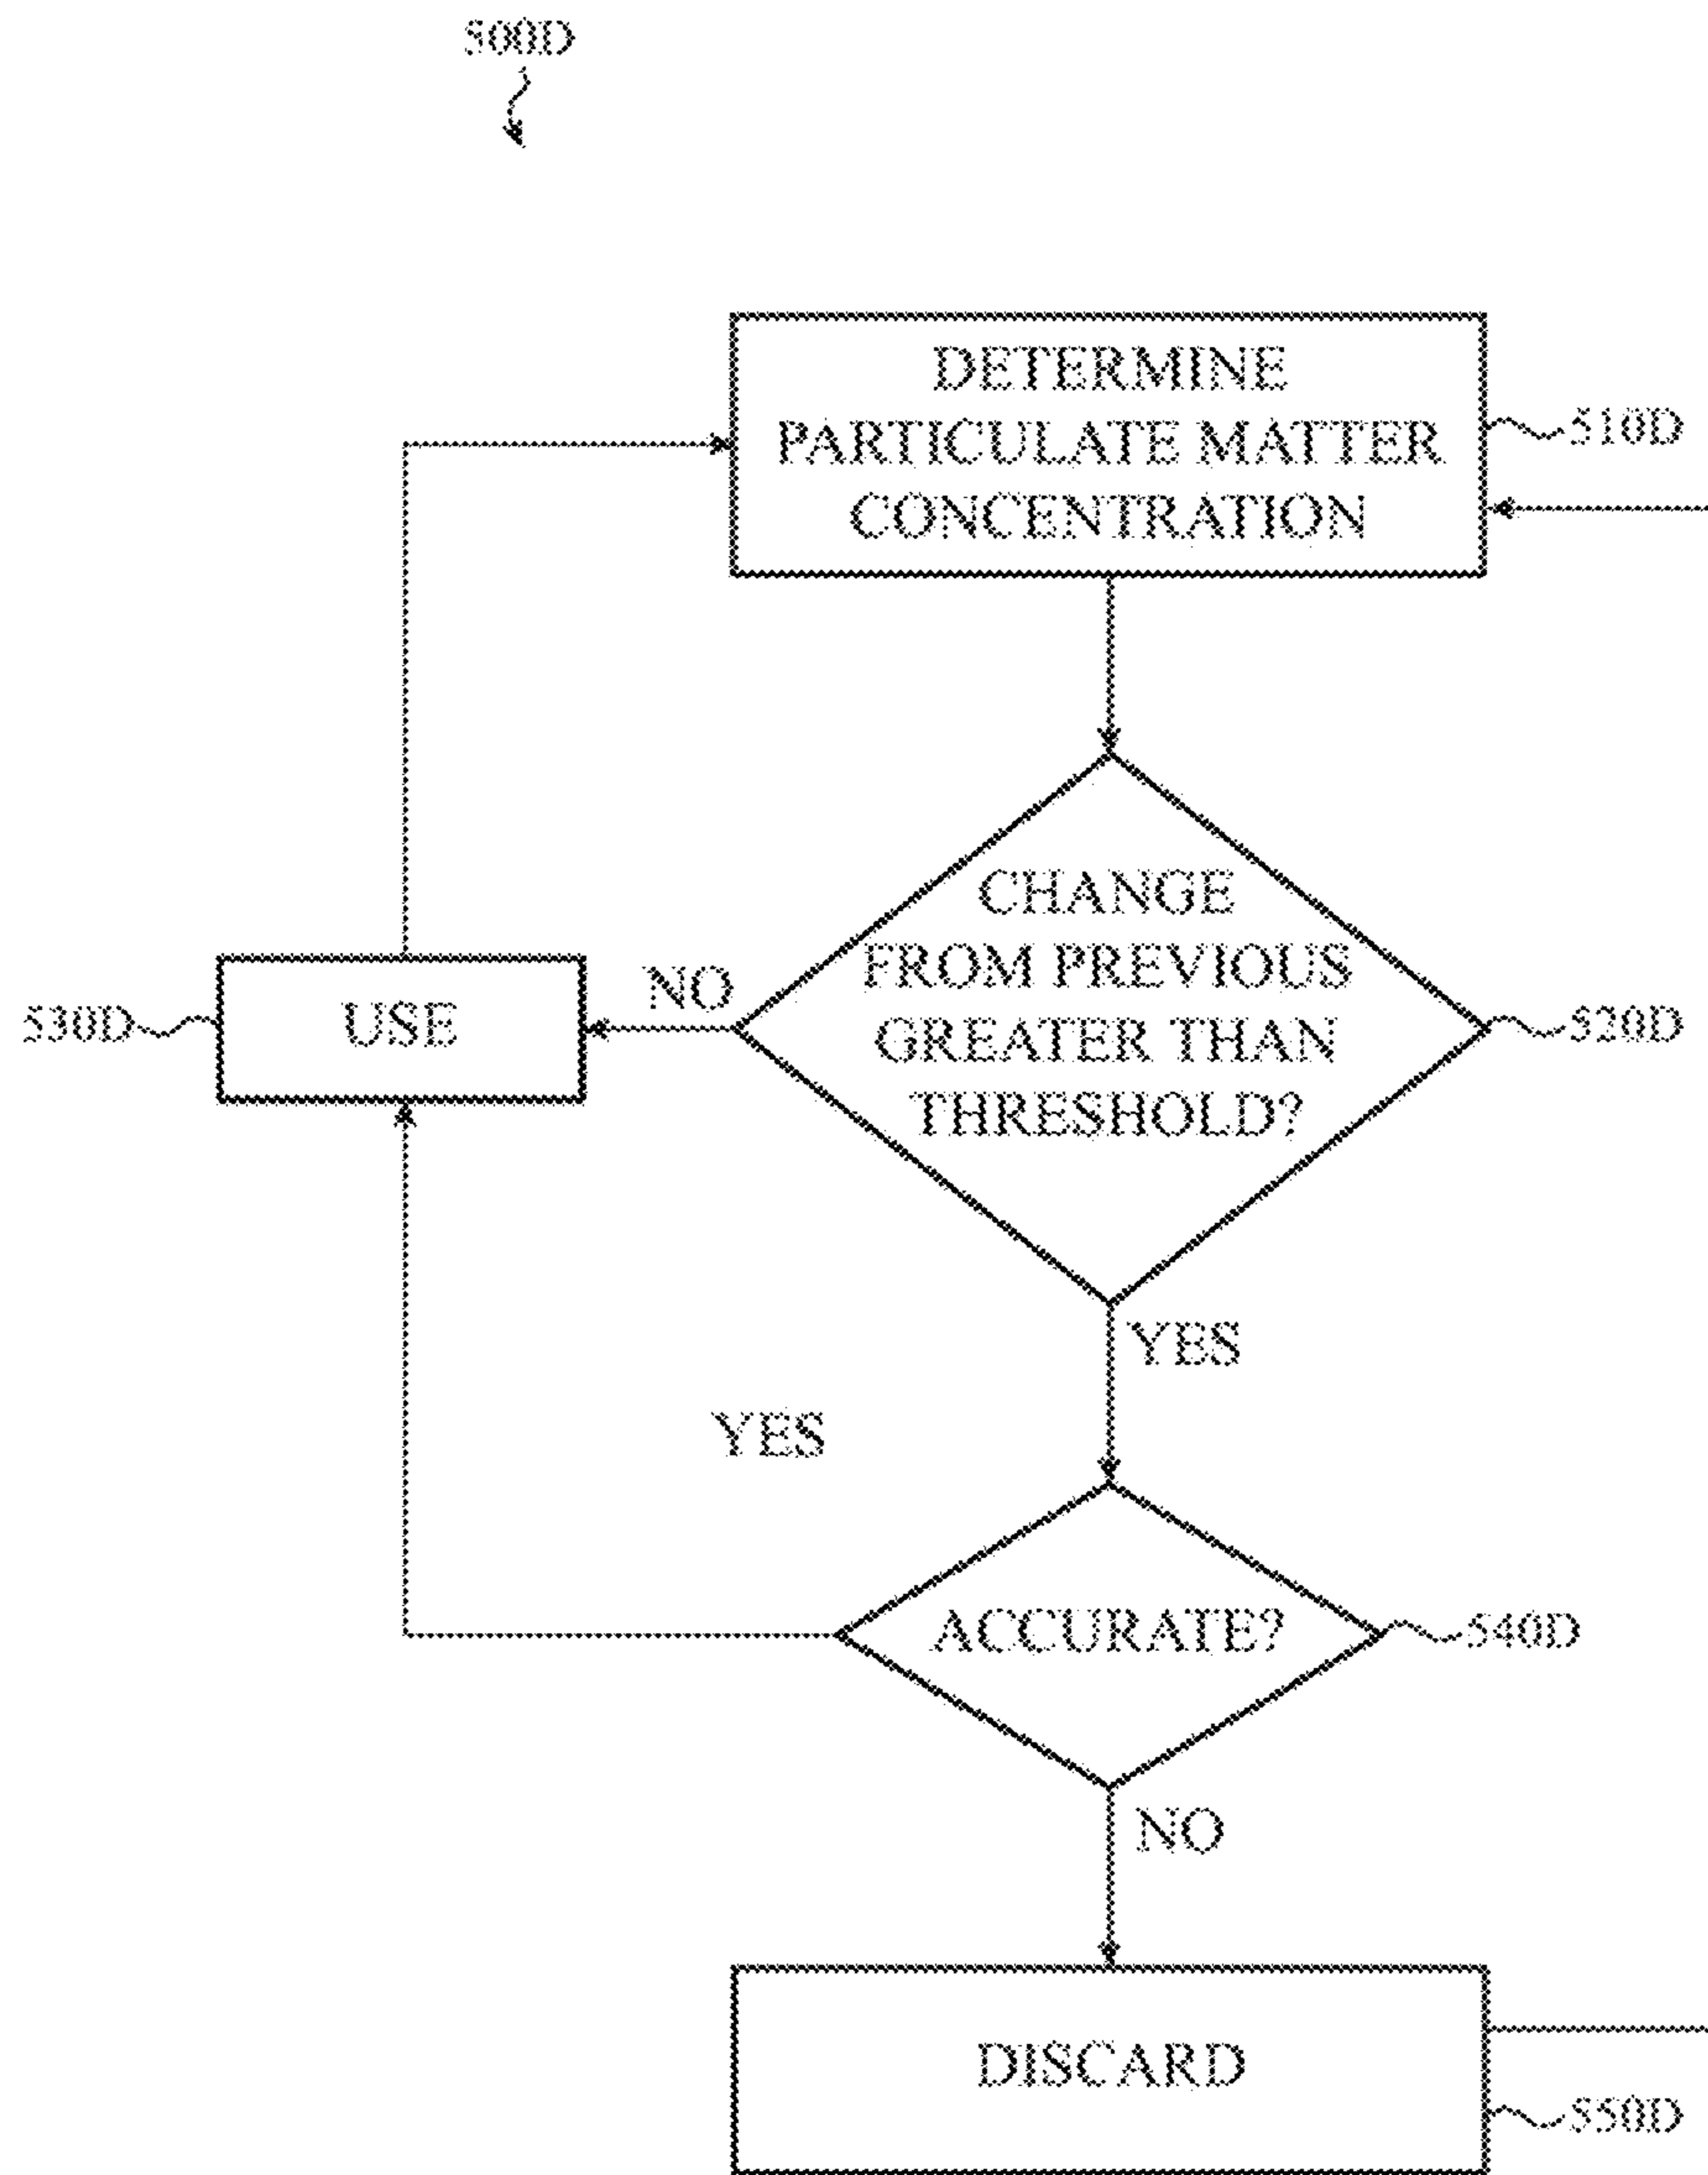 500D
DETERMINE
PARTICULATE MATTER
CONCENTRATION
510D
CHANGE
FROM PREVIOUS
GREATER THAN
THRESHOLD?
520D
NO
USE
530D
YES
YES
ACCURATE?
540D
NO
DISCARD
550D